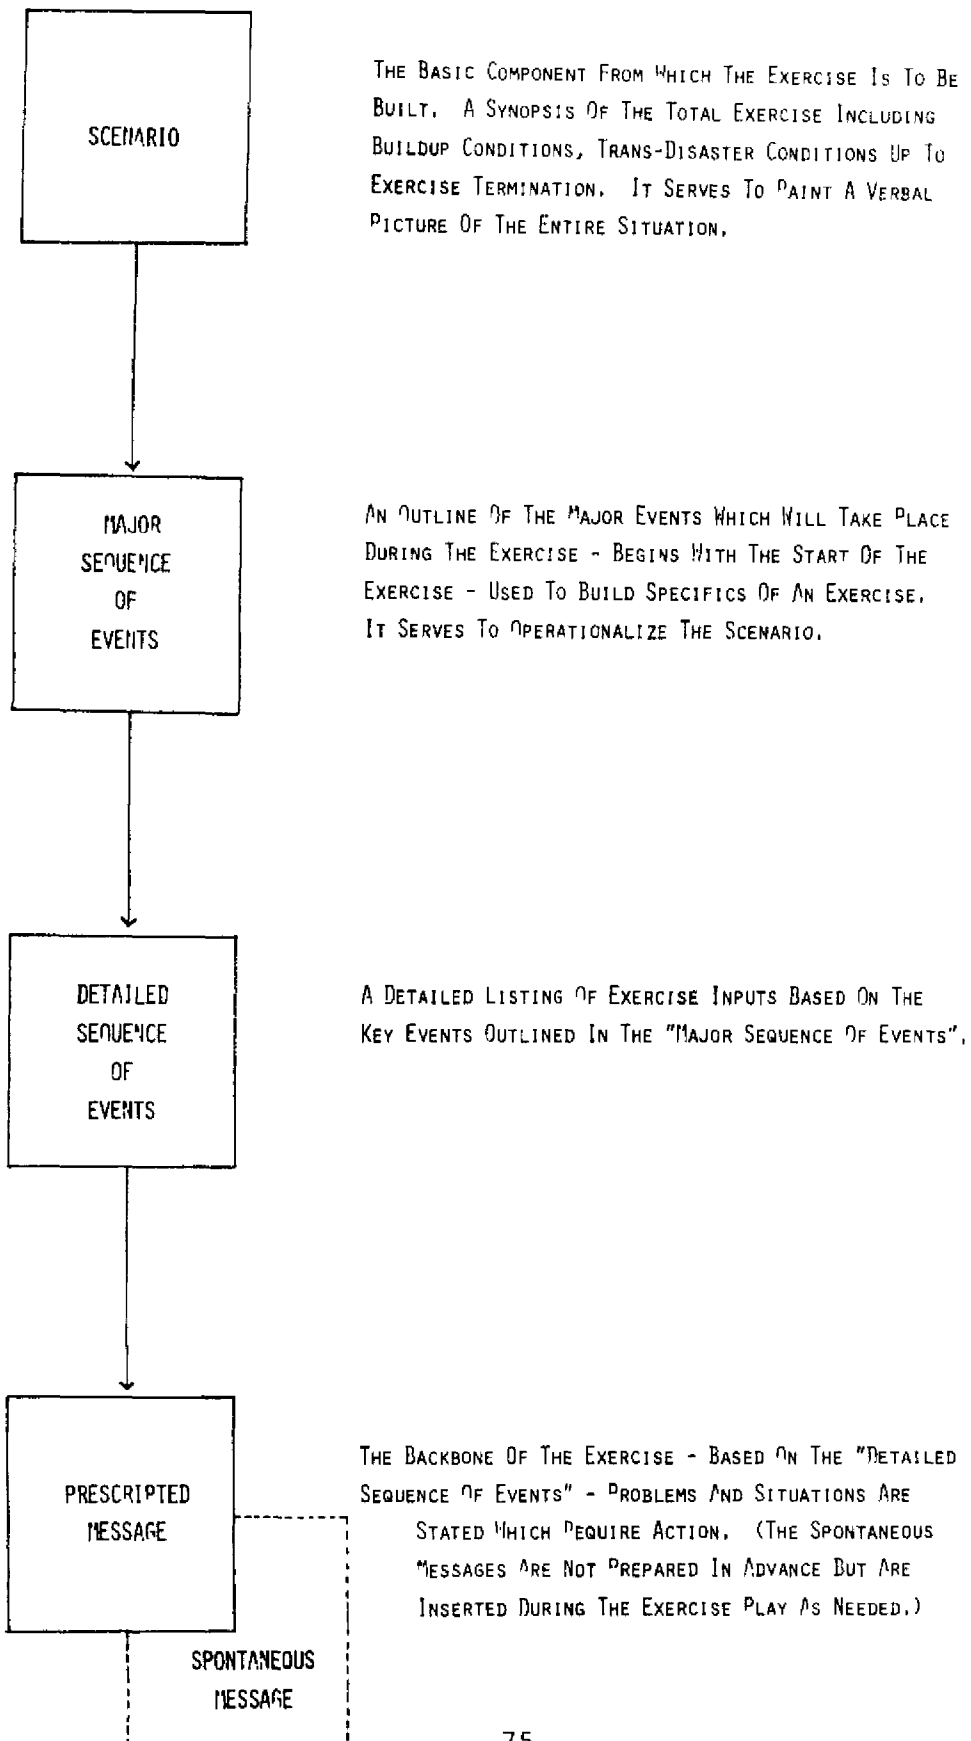 SCENARIO
THE BASIC COMPONENT FROM WHICH THE EXERCISE IS TO BE
BUILT. A SYNOPSIS OF THE TOTAL EXERCISE INCLUDING
BUILDUP CONDITIONS, TRANS-DISASTER CONDITIONS UP TO
EXERCISE TERMINATION. IT SERVES TO PAINT A VERBAL
PICTURE OF THE ENTIRE SITUATION.
MAJOR
SEQUENCE
OF
EVENTS
AN OUTLINE OF THE MAJOR EVENTS WHICH WILL TAKE PLACE
DURING THE EXERCISE - BEGINS WITH THE START OF THE
EXERCISE - USED TO BUILD SPECIFICS OF AN EXERCISE.
IT SERVES TO OPERATIONALIZE THE SCENARIO.
DETAILED
SEQUENCE
OF
EVENTS
A DETAILED LISTING OF EXERCISE INPUTS BASED ON THE
KEY EVENTS OUTLINED IN THE "MAJOR SEQUENCE OF EVENTS".
PRESCRIPTED
MESSAGE
THE BACKBONE OF THE EXERCISE - BASED ON THE "DETAILED
SEQUENCE OF EVENTS" - PROBLEMS AND SITUATIONS ARE
STATED WHICH REQUIRE ACTION. (THE SPONTANEOUS
MESSAGES ARE NOT PREPARED IN ADVANCE BUT ARE
INSERTED DURING THE EXERCISE PLAY AS NEEDED.)
SPONTANEOUS
MESSAGE